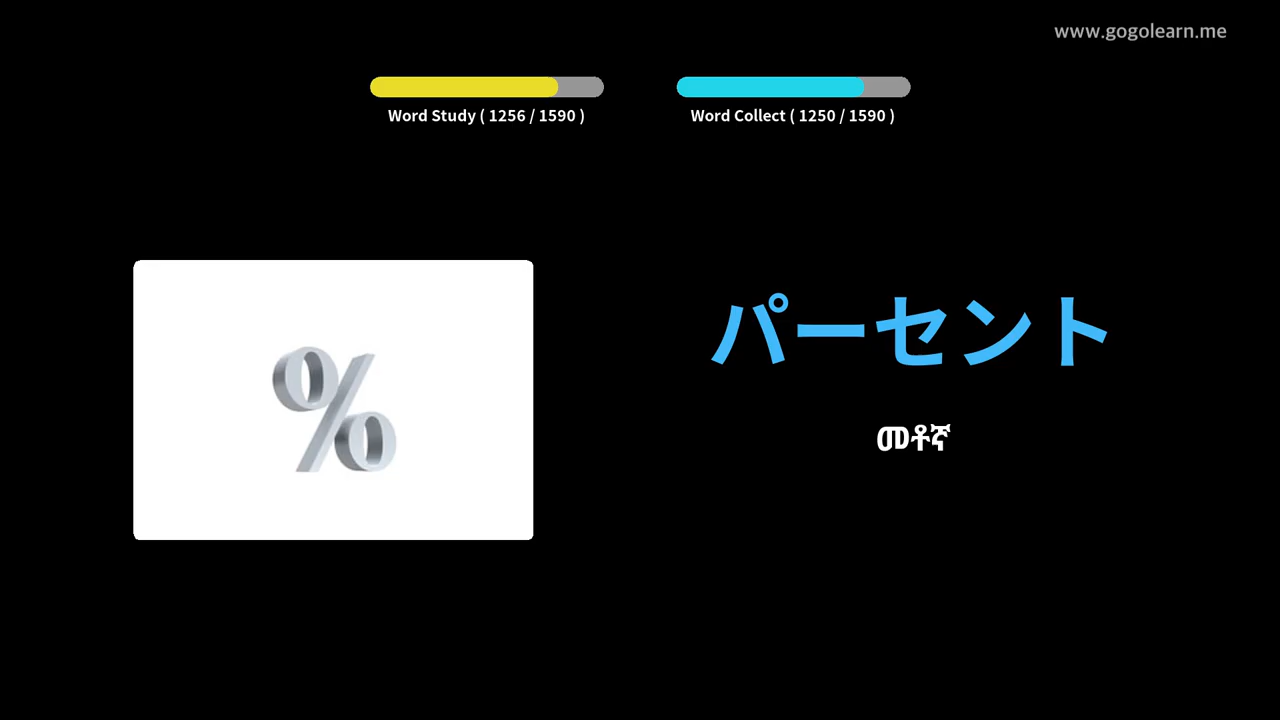 www.gogolearn.me
Word Study ( 1256 / 1590 )
Word Collect ( 1250 / 1590 )
%
パーセント
መቶኛ